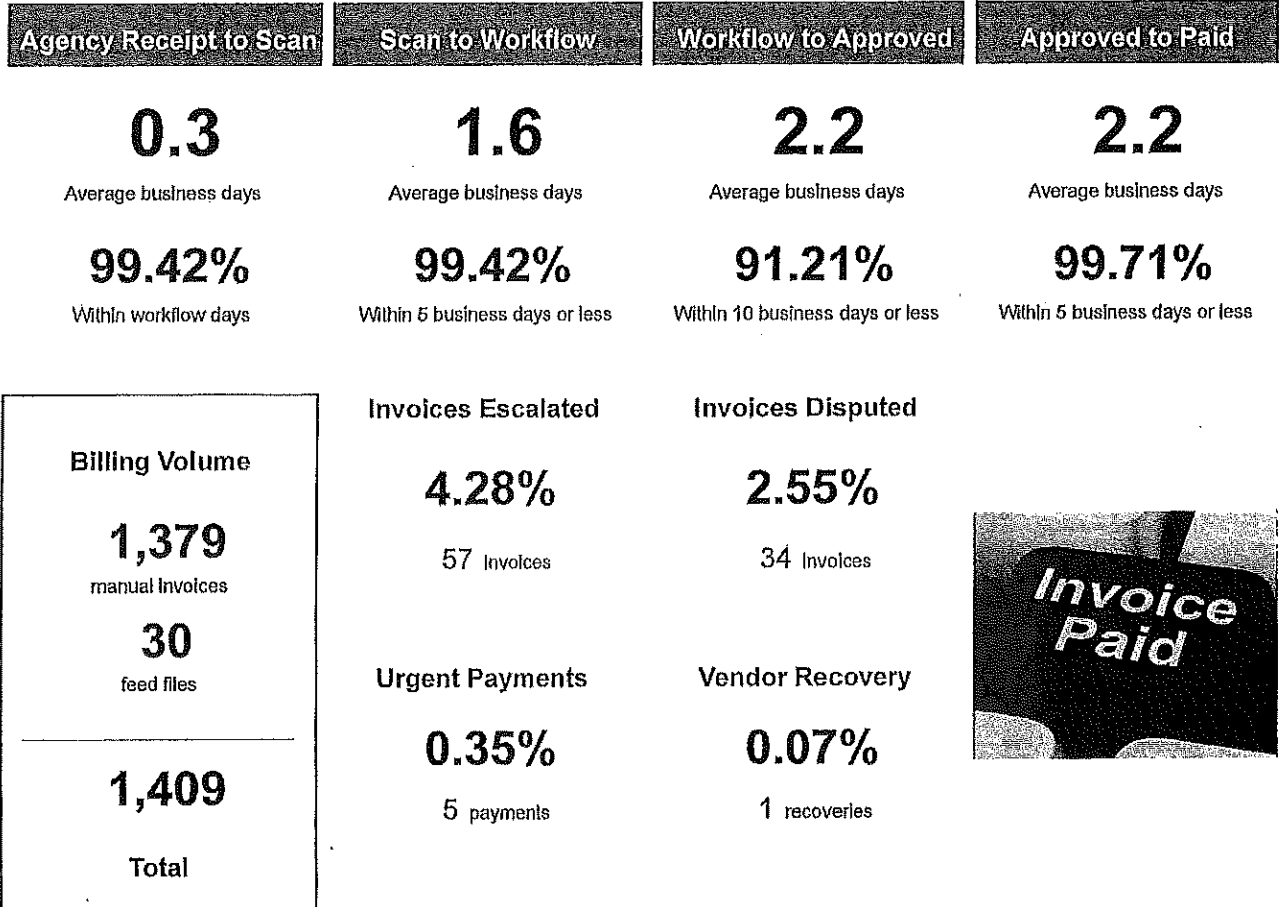 Agency Receipt to Scan
Scan to Workflow
Workflow to Approved
Approved to Paid
0.3
1.6
2.2
2.2
Average business days
Average business days
Average business days
Average business days
99.42%
99.42%
91.21%
99.71%
Within workflow days
Within 5 business days or less
Within 10 business days or less
Within 5 business days or less
Billing Volume
1,379
manual invoices
30
feed files
1,409
Total
Invoices Escalated
4.28%
57 Invoices
Invoices Disputed
2.55%
34 Invoices
Urgent Payments
0.35%
5 payments
Vendor Recovery
0.07%
1 recoveries
Invoice
Paid